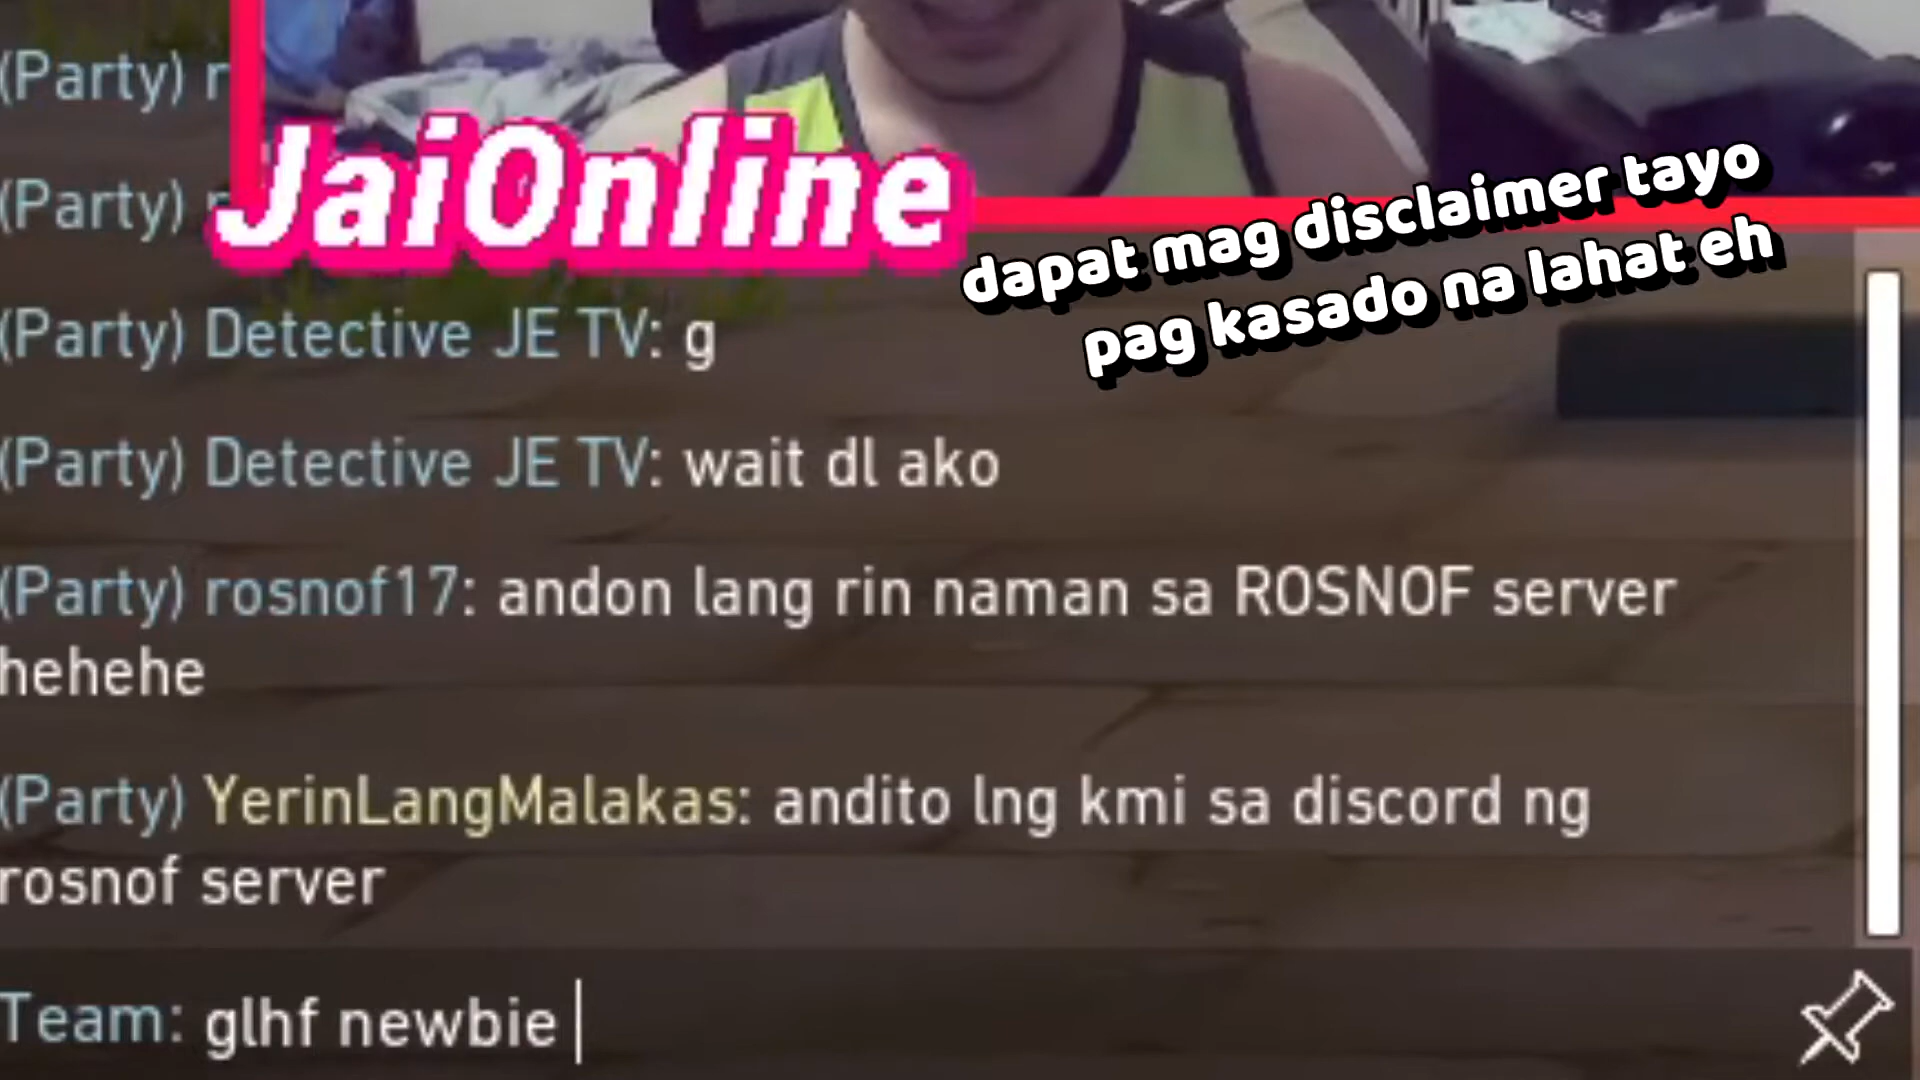 (Party) r
(Party) r
JaiOnline
dapat mag disclaimer tayo
pag kasado na lahat eh
(Party) Detective JE TV: g
(Party) Detective JE TV: wait dl ako
(Party) rosnof17: andon lang rin naman sa ROSNOF server
hehehe
(Party) YerinLangMalakas: andito lng kmi sa discord ng
rosnof server
Team: glhf newbie